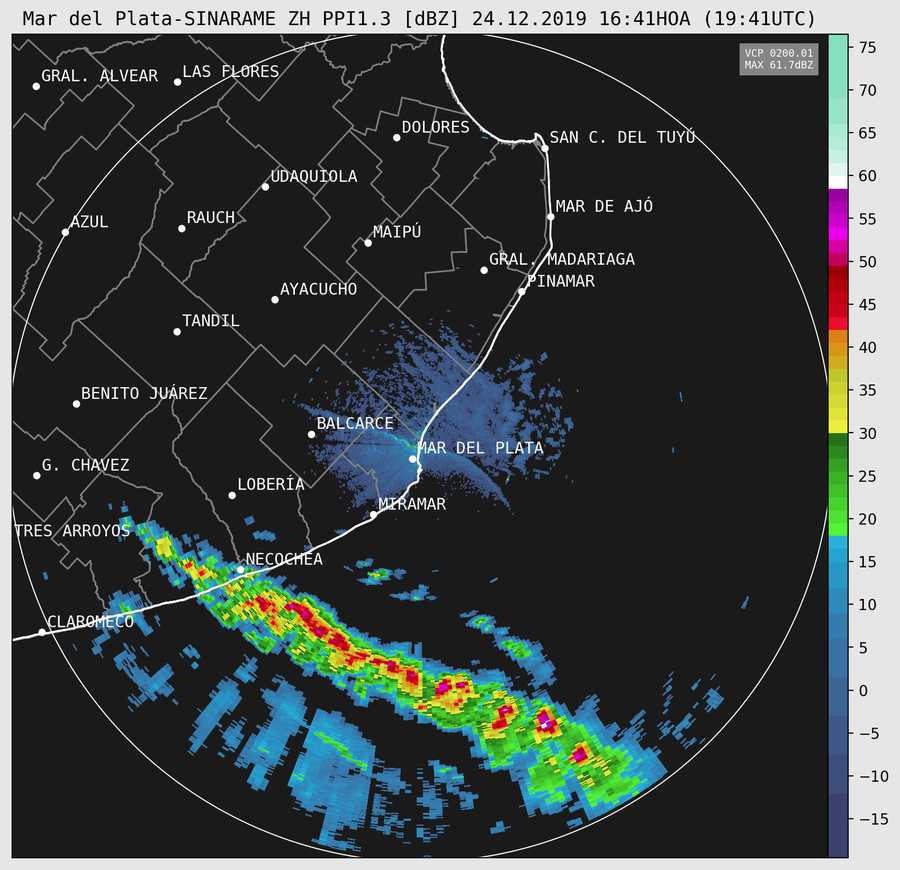 Mar del Plata-SINARAME ZH PPI1.3 [dBZ] 24.12.2019 16:41HOA (19:41UTC)
VCP 0200.01
MAX 61.7dBZ
GRAL. ALVEAR
LAS FLORES
DOLORES
SAN C. DEL TUYÚ
UDAQUIOLA
MAR DE AJÓ
AZUL
RAUCH
MAIPÚ
GRAL. MADARIAGA
PINAMAR
AYACUCHO
TANDIL
BENITO JUÁREZ
BALCARCE
MAR DEL PLATA
G. CHAVEZ
LOBERÍA
MIRAMAR
TRES ARROYOS
NECOCHEA
CLAROMECO
75
70
65
60
55
50
45
40
35
30
25
20
15
10
5
0
−5
−10
−15